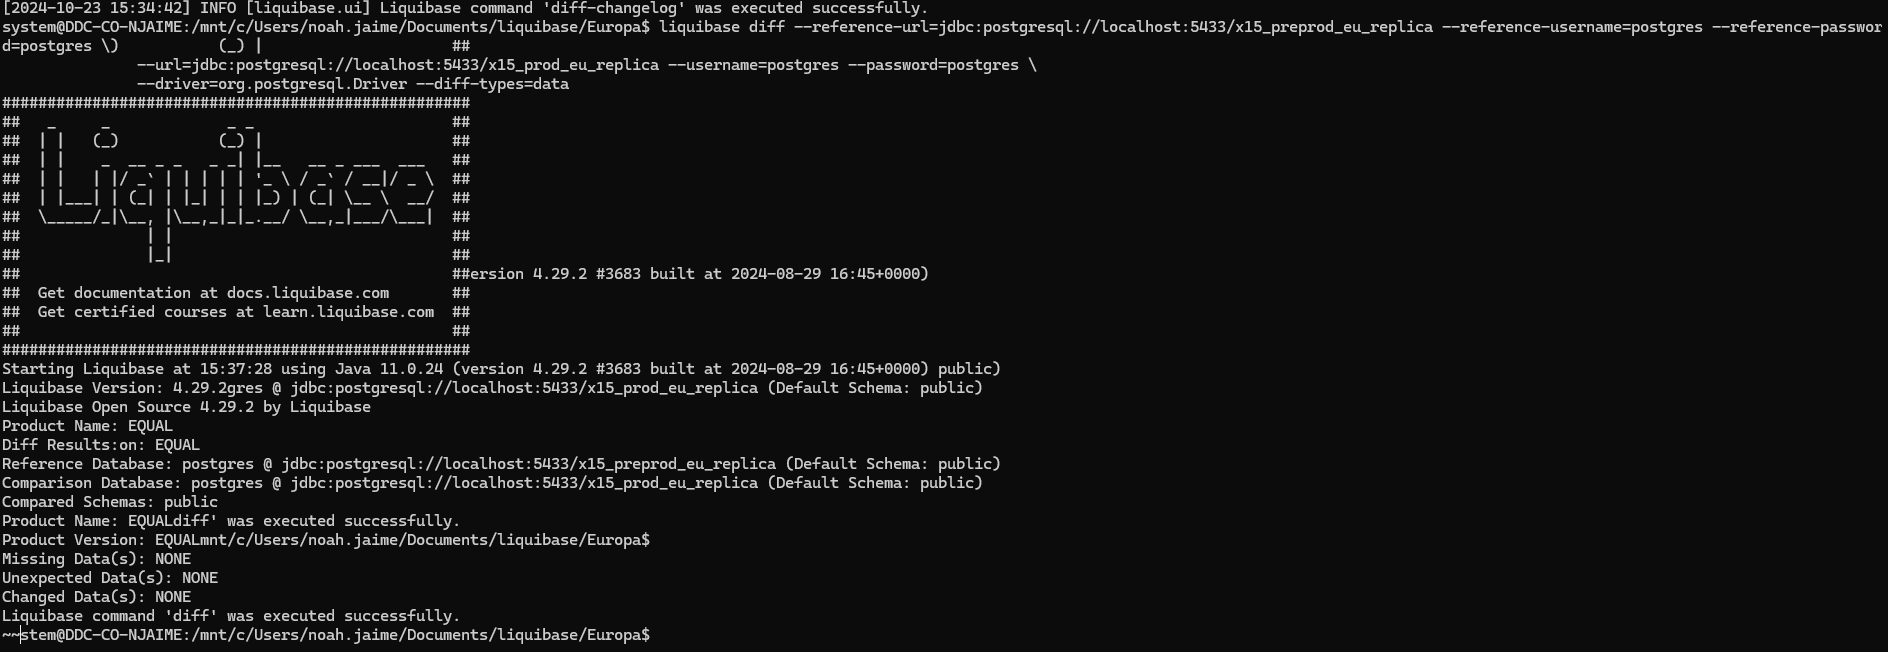 [2024-10-23 15:34:42] INFO [liquibase.ui] Liquibase command 'diff-changelog' was executed successfully.
system@DDC-CO-NJAIME:/mnt/c/Users/noah.jaime/Documents/liquibase/Europa$ liquibase diff --reference-url=jdbc:postgresql://localhost:5433/x15_preprod_eu_replica --reference-username=postgres --reference-passwor
d=postgres \)           (_) |                     ##
               --url=jdbc:postgresql://localhost:5433/x15_prod_eu_replica --username=postgres --password=postgres \
               --driver=org.postgresql.Driver --diff-types=data
####################################################
##   _     _             _ _                      ##
##  | |   (_)           (_) |                     ##
##  | |    _  __ _ _   _ _| |__   __ _ ___  ___   ##
##  | |   | |/ _` | | | | | '_ \ / _` / __|/ _ \  ##
##  | |___| | (_| | |_| | | |_) | (_| \__ \  __/  ##
##  \_____/_|\__, |\__,_|_|_.__/ \__,_|___/\___|  ##
##              | |                               ##
##              |_|                               ##
##                                                ##ersion 4.29.2 #3683 built at 2024-08-29 16:45+0000)
##  Get documentation at docs.liquibase.com       ##
##  Get certified courses at learn.liquibase.com  ##
##                                                ##
####################################################
Starting Liquibase at 15:37:28 using Java 11.0.24 (version 4.29.2 #3683 built at 2024-08-29 16:45+0000) public)
Liquibase Version: 4.29.2gres @ jdbc:postgresql://localhost:5433/x15_prod_eu_replica (Default Schema: public)
Liquibase Open Source 4.29.2 by Liquibase
Product Name: EQUAL
Diff Results:on: EQUAL
Reference Database: postgres @ jdbc:postgresql://localhost:5433/x15_preprod_eu_replica (Default Schema: public)
Comparison Database: postgres @ jdbc:postgresql://localhost:5433/x15_prod_eu_replica (Default Schema: public)
Compared Schemas: public
Product Name: EQUALdiff' was executed successfully.
Product Version: EQUALmnt/c/Users/noah.jaime/Documents/liquibase/Europa$
Missing Data(s): NONE
Unexpected Data(s): NONE
Changed Data(s): NONE
Liquibase command 'diff' was executed successfully.
~~stem@DDC-CO-NJAIME:/mnt/c/Users/noah.jaime/Documents/liquibase/Europa$